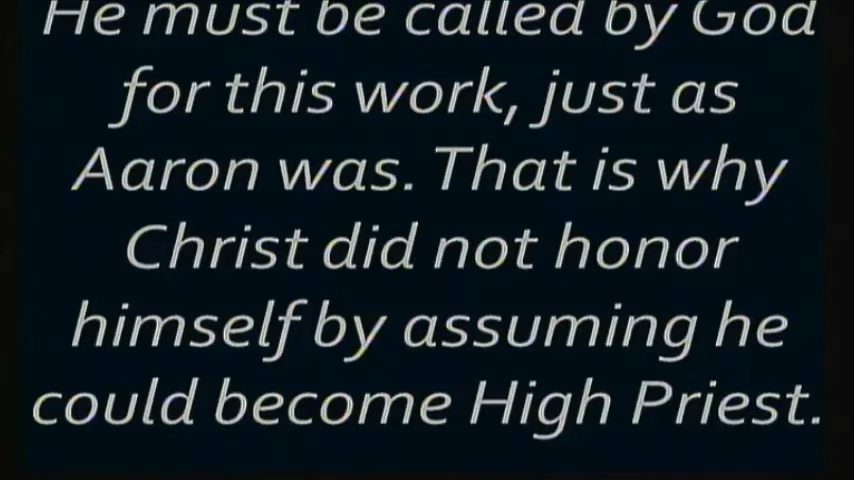 He must be called by God
for this work, just as
Aaron was. That is why
Christ did not honor
himself by assuming he
could become High Priest.